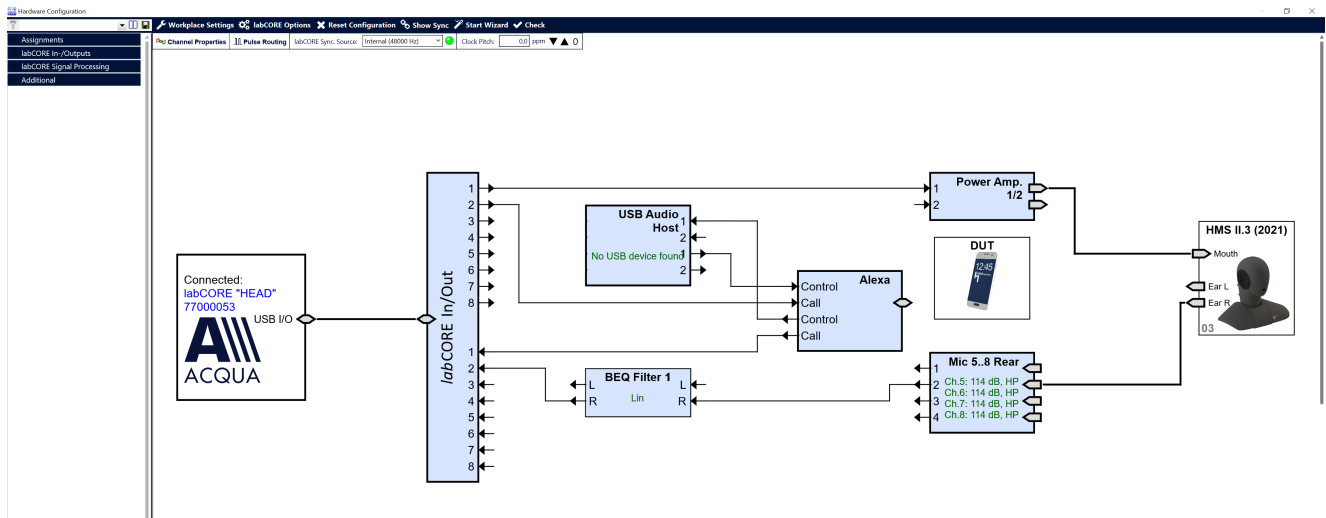 Hardware Configuration
Workplace Settings labCORE Options Reset Configuration Show Sync Start Wizard Check
Assignments
labCORE In-/Outputs
labCORE Signal Processing
Additional
Channel Properties Pulse Routing labCORE Sync. Source: Internal (48000 Hz) Clock Pitch: 0,0 ppm 0
Connected:
labCORE "HEAD"
77000053
USB I/O
ACQUA
labCORE In/Out
1
2
3
4
5
6
7
8
1
2
3
4
5
6
7
8
USB Audio
Host
1
2
No USB device found
1
2
BEQ Filter 1
L L
Lin
R R
Alexa
Control
Call
Control
Call
Power Amp.
1/2
1
2
DUT
12:45
Mic 5..8 Rear
1
2 Ch.5: 114 dB, HP
Ch.6: 114 dB, HP
3 Ch.7: 114 dB, HP
4 Ch.8: 114 dB, HP
HMS II.3 (2021)
Mouth
Ear L
Ear R
03